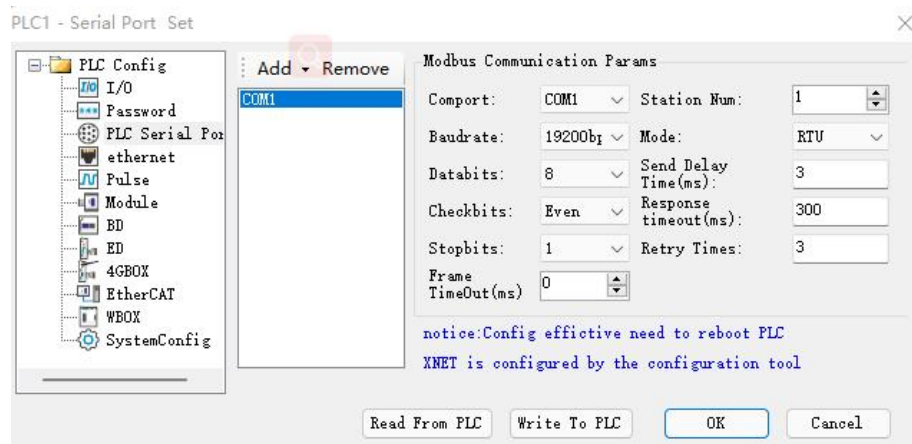 PLC1 - Serial Port Set
PLC Config
I/O
Password
PLC Serial Por
ethernet
Pulse
Module
BD
ED
4GBOX
EtherCAT
WBOX
SystemConfig
Add Remove
COM1
Modbus Communication Params
Comport: COM1 Station Num: 1
Baudrate: 19200bp Mode: RTU
Databits: 8 Send Delay Time(ms): 3
Checkbits: Even Response timeout(ms): 300
Stopbits: 1 Retry Times: 3
Frame TimeOut(ms) 0
notice:Config effictive need to reboot PLC
XNET is configured by the configuration tool
Read From PLC Write To PLC OK Cancel